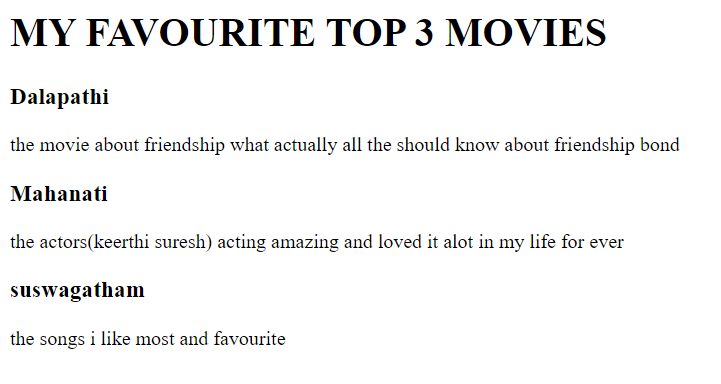 MY FAVOURITE TOP 3 MOVIES
Dalapathi
the movie about friendship what actually all the should know about friendship bond
Mahanati
the actors(keerthi suresh) acting amazing and loved it alot in my life for ever
suswagatham
the songs i like most and favourite